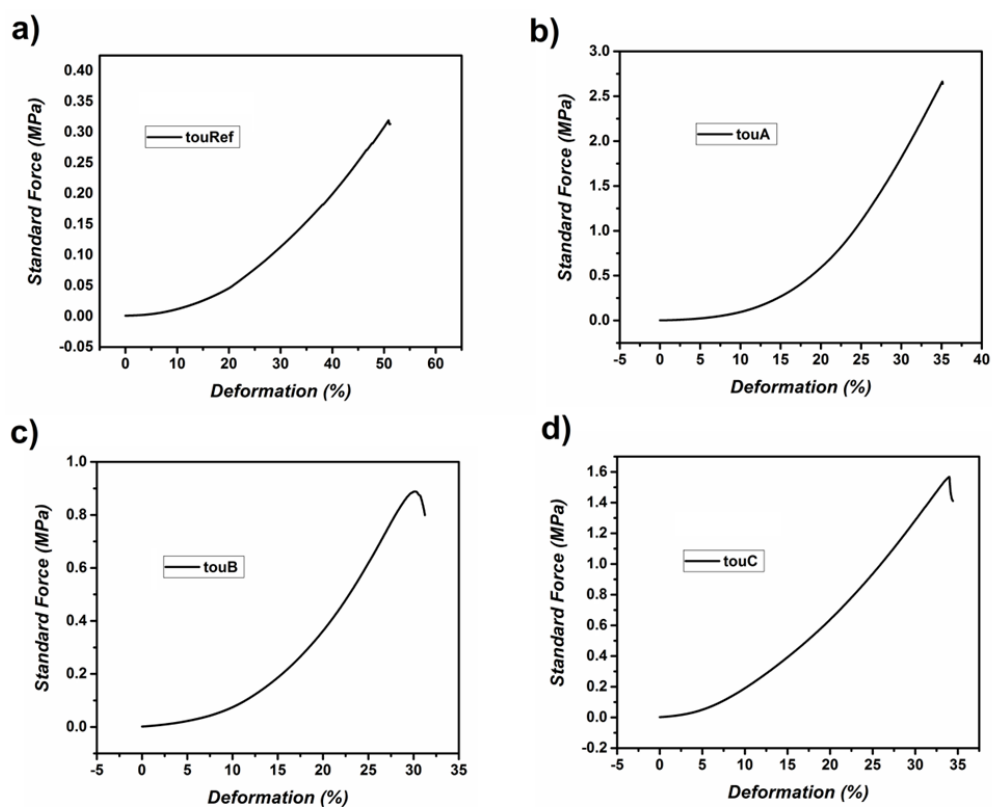 a)
0.40
0.35
0.30
0.25
0.20
0.15
0.10
0.05
0.00
-0.05
Standard Force (MPa)
touRef
0 10 20 30 40 50 60
Deformation (%)
b)
3.0
2.5
2.0
1.5
1.0
0.5
0.0
Standard Force (MPa)
touA
-5 0 5 10 15 20 25 30 35 40
Deformation (%)
c)
1.0
0.8
0.6
0.4
0.2
0.0
Standard Force (MPa)
touB
-5 0 5 10 15 20 25 30 35
Deformation (%)
d)
1.6
1.4
1.2
1.0
0.8
0.6
0.4
0.2
0.0
-0.2
Standard Force (MPa)
touC
-5 0 5 10 15 20 25 30 35 40
Deformation (%)